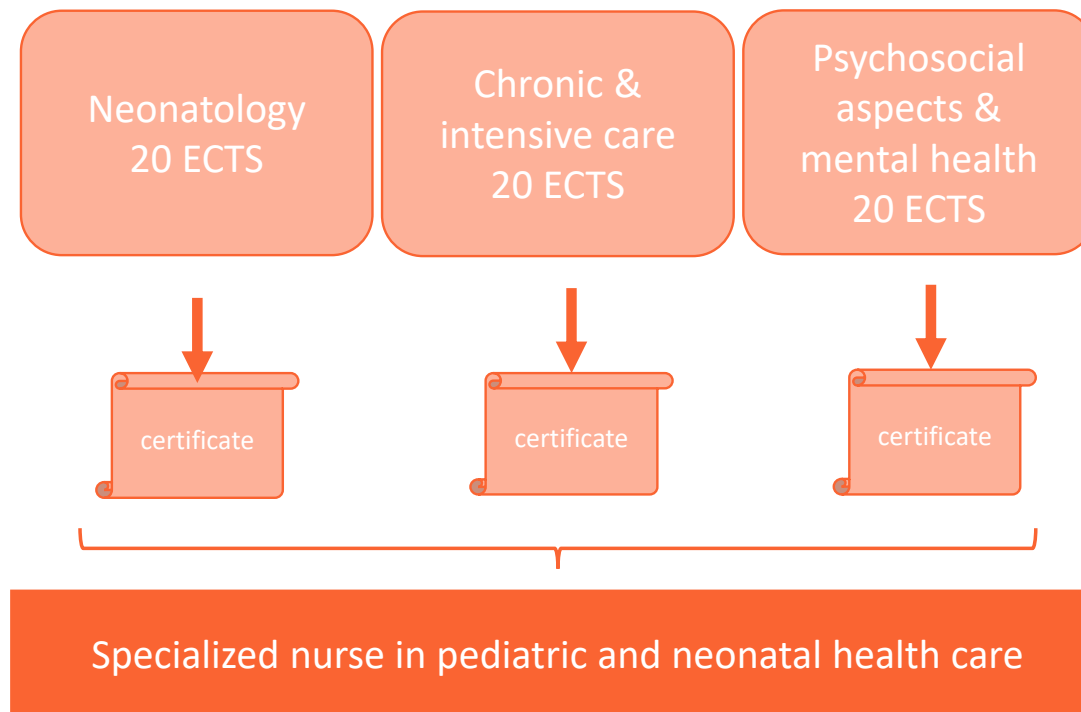 Neonatology
20 ECTS
Chronic &
intensive care
20 ECTS
Psychosocial
aspects &
mental health
20 ECTS
certificate
certificate
certificate
Specialized nurse in pediatric and neonatal health care